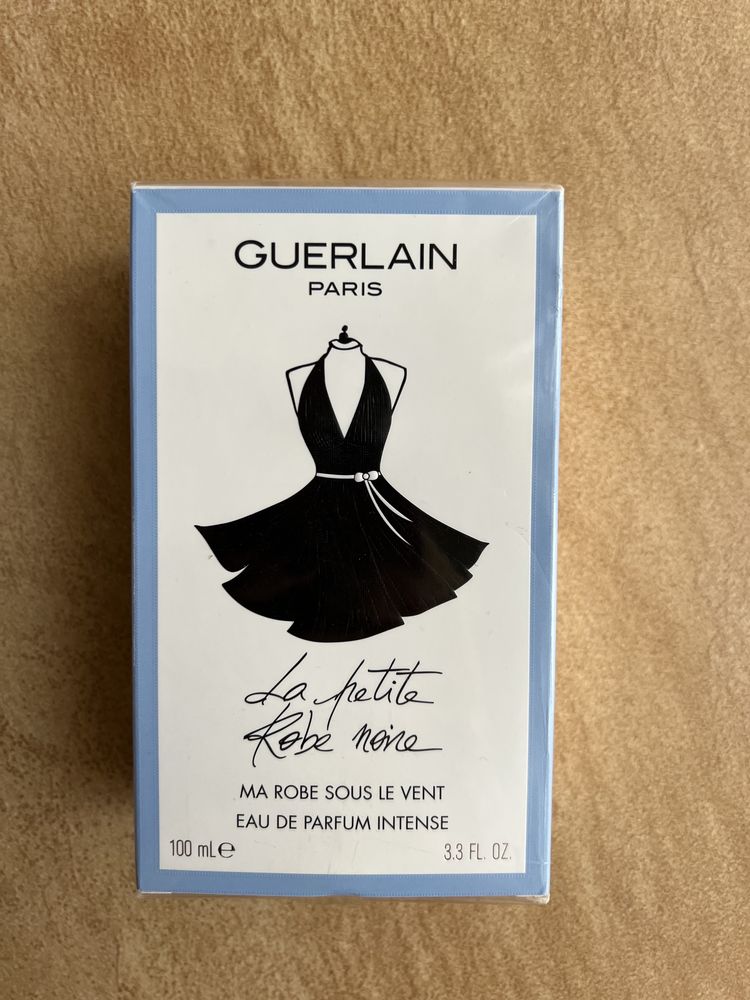 GUERLAIN
PARIS
La petite
Robe noire
MA ROBE SOUS LE VENT
EAU DE PARFUM INTENSE
100 mL℮
3.3 FL. OZ.